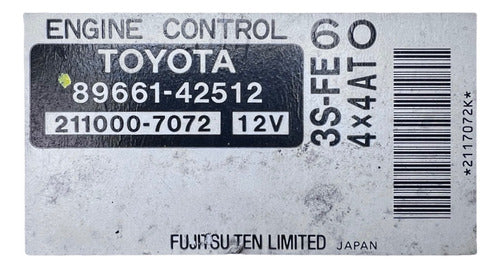 ENGINE CONTROL
TOYOTA
89661-42512
211000-7072 12V
FUJITSU TEN LIMITED JAPAN
60
3S-FE
4x4AT
*2117072K*